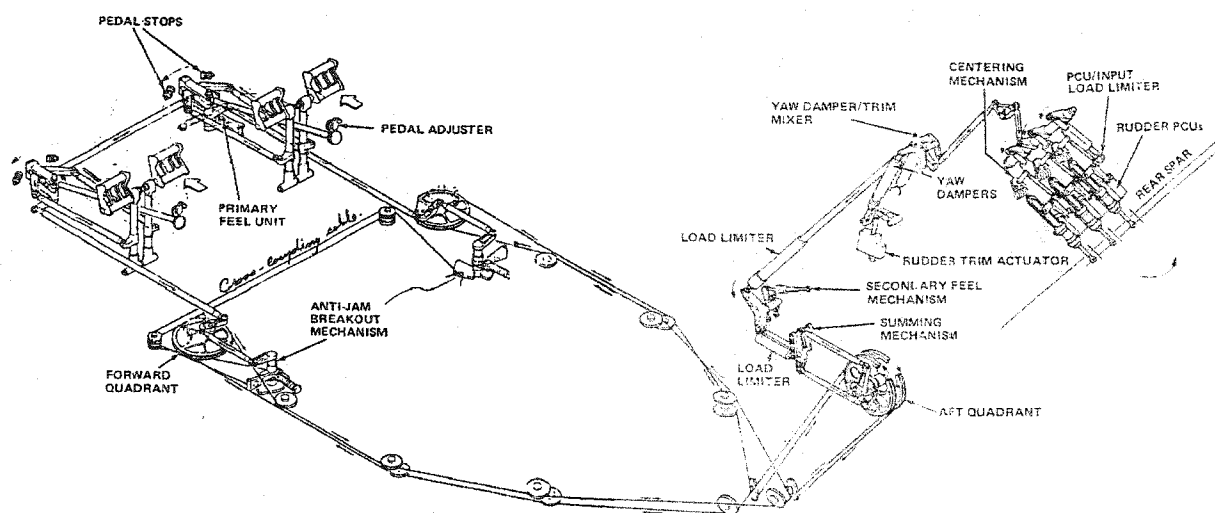 PEDAL STOPS
PEDAL ADJUSTER
PRIMARY
FEEL UNIT
Cross-coupling cable.
ANTI-JAM
BREAKOUT
MECHANISM
FORWARD
QUADRANT
CENTERING
MECHANISM
PCU/INPUT
LOAD LIMITER
YAW DAMPER/TRIM
MIXER
RUDDER PCUs
REAR SPAR
YAW
DAMPERS
LOAD LIMITER
RUDDER TRIM ACTUATOR
SECONDARY FEEL
MECHANISM
SUMMING
MECHANISM
LOAD
LIMITER
AFT QUADRANT